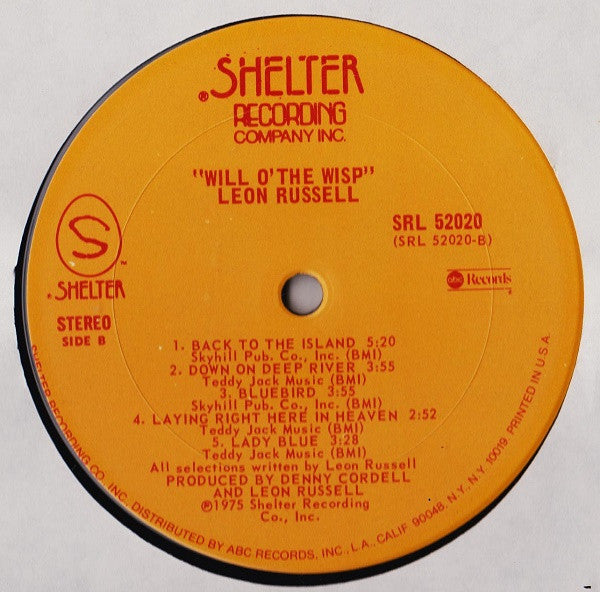 ®SHELTER
RECORDING
COMPANY INC.
"WILL O' THE WISP"
LEON RUSSELL
SRL 52020
(SRL 52020-B)
S
™
SHELTER
abc Records
STEREO
SIDE B
1. BACK TO THE ISLAND 5:20
Skyhill Pub. Co., Inc. (BMI)
2. DOWN ON DEEP RIVER 3:55
Teddy Jack Music (BMI)
3. BLUEBIRD 3:55
Skyhill Pub. Co., Inc. (BMI)
4. LAYING RIGHT HERE IN HEAVEN 2:52
Teddy Jack Music (BMI)
5. LADY BLUE 3:28
Teddy Jack Music (BMI)
All selections written by Leon Russell
PRODUCED BY DENNY CORDELL
AND LEON RUSSELL
℗1975 Shelter Recording
Co., Inc.
SHELTER RECORDING CO., INC. DISTRIBUTED BY ABC RECORDS, INC., L.A., CALIF. 90048, N.Y., N.Y. 10019 PRINTED IN U.S.A.